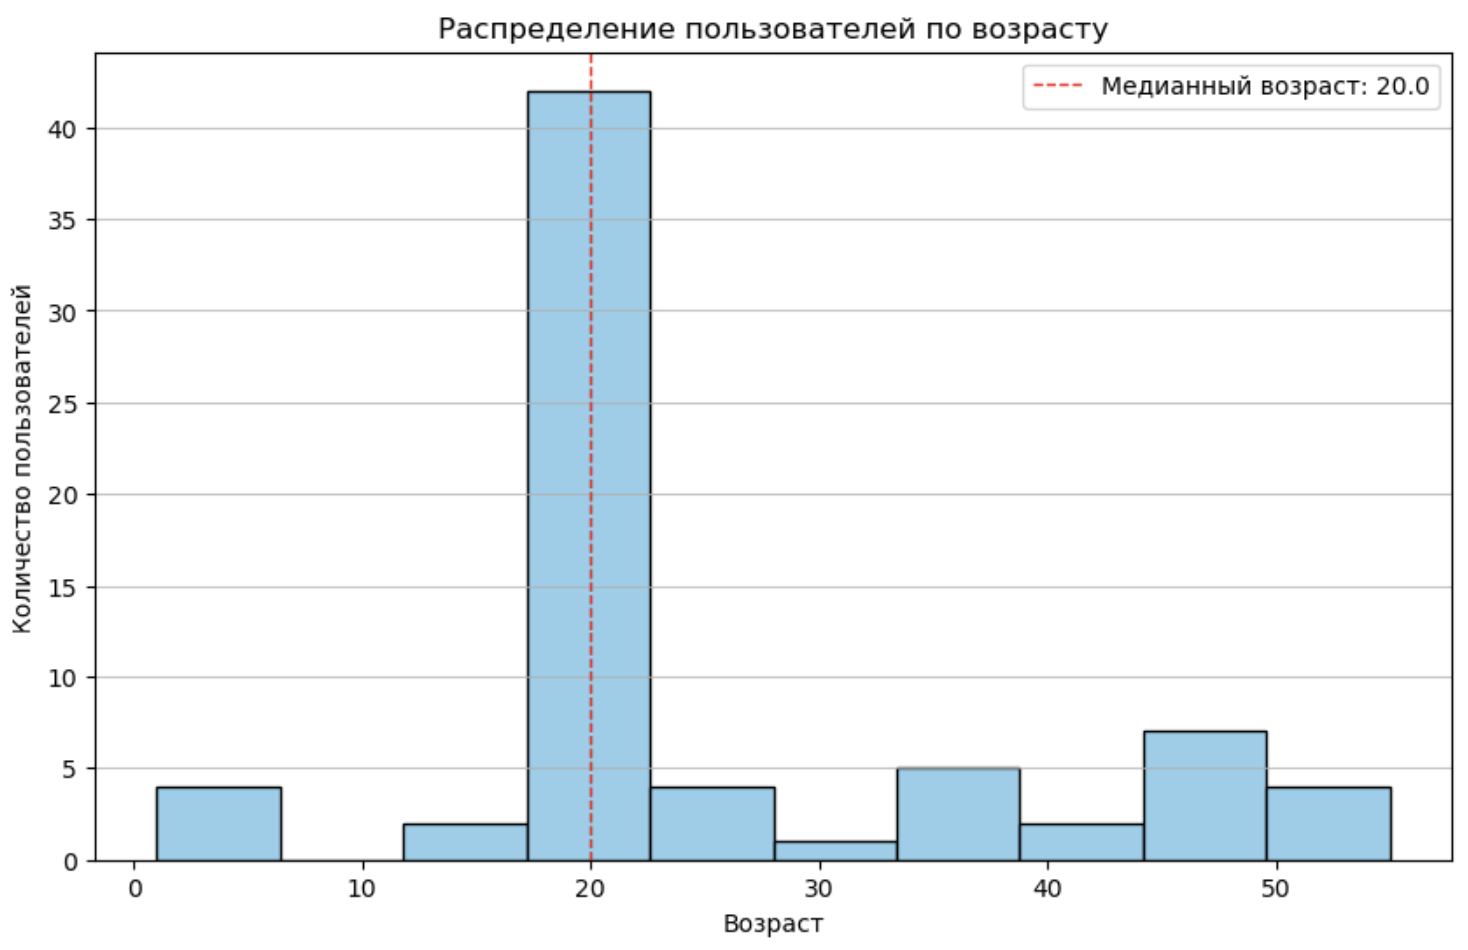 Распределение пользователей по возрасту
Медианный возраст: 20.0
Количество пользователей
40
35
30
25
20
15
10
5
0
0 10 20 30 40 50
Возраст